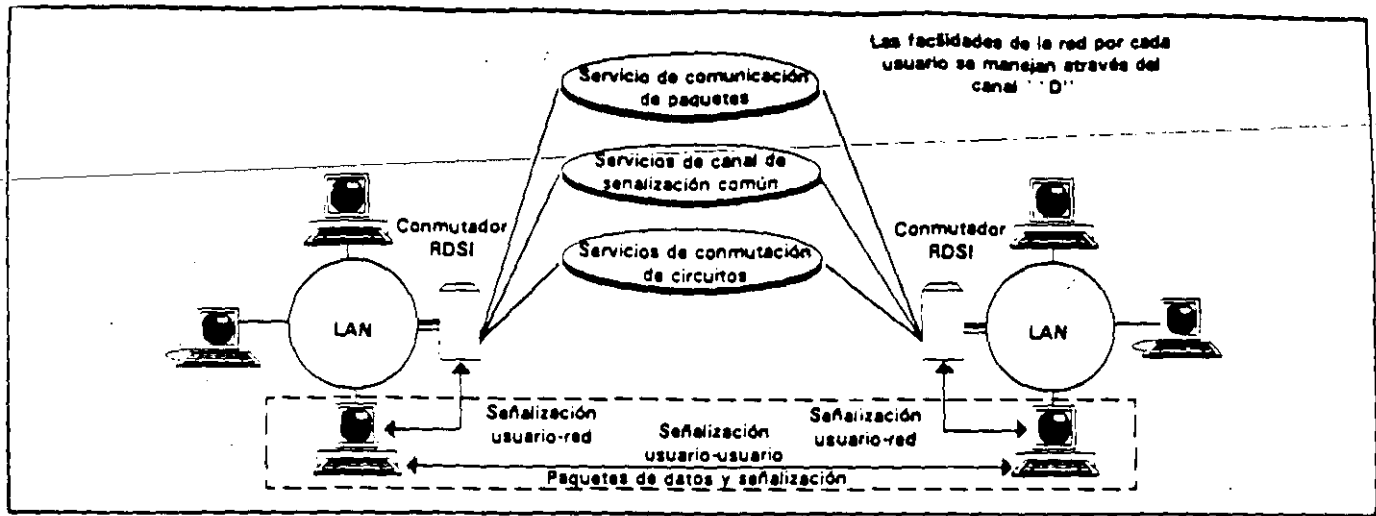 Las facilidades de la red por cada
usuario se manejan através del
canal "D"
Servicio de comunicación
de paquetes
Servicios de canal de
senalización común
Servicios de conmutación
de circuitos
Conmutador
RDSI
Conmutador
RDSI
LAN
LAN
Señalización
usuario-red
Señalización
usuario-usuario
Señalización
usuario-red
Paquetes de datos y señalización